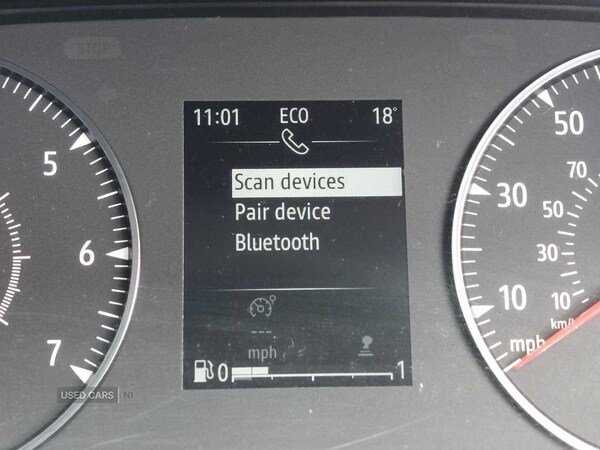 STOP
11:01 ECO 18°
Scan devices
Pair device
Bluetooth
---
mph
0 1
5
6
7
50
30
10
70
50
30
10
km/h
mph
USED CARS NI